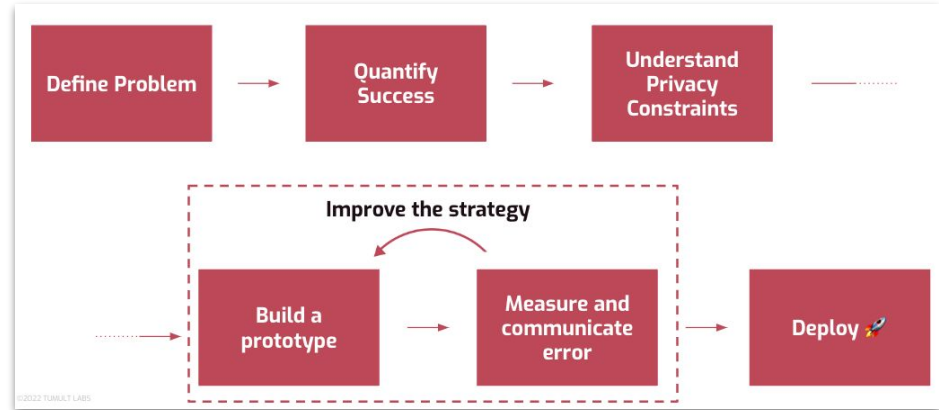 Define Problem
Quantify
Success
Understand
Privacy
Constraints
Improve the strategy
Build a
prototype
Measure and
communicate
error
Deploy 🚀
©2022 TUMULT LABS